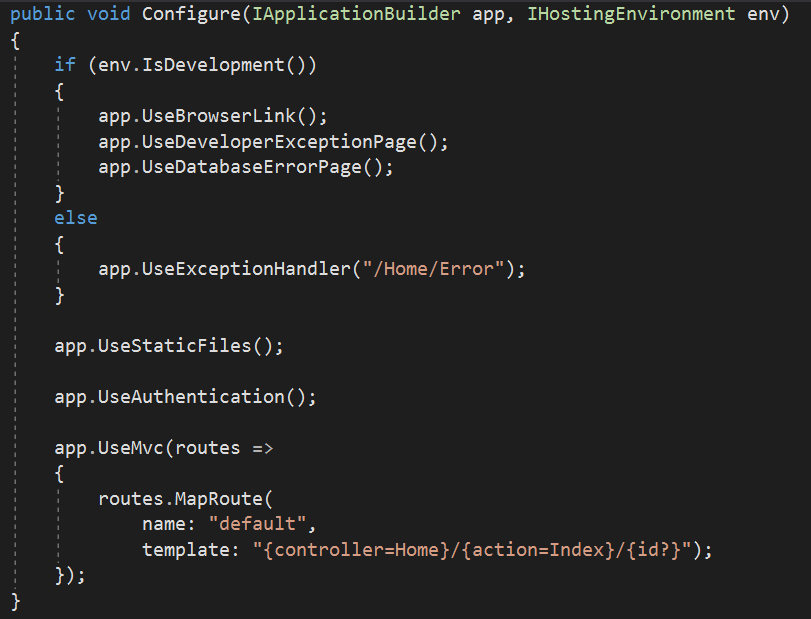 public void Configure(IApplicationBuilder app, IHostingEnvironment env)
{
    if (env.IsDevelopment())
    {
        app.UseBrowserLink();
        app.UseDeveloperExceptionPage();
        app.UseDatabaseErrorPage();
    }
    else
    {
        app.UseExceptionHandler("/Home/Error");
    }

    app.UseStaticFiles();

    app.UseAuthentication();

    app.UseMvc(routes =>
    {
        routes.MapRoute(
            name: "default",
            template: "{controller=Home}/{action=Index}/{id?}");
    });
}